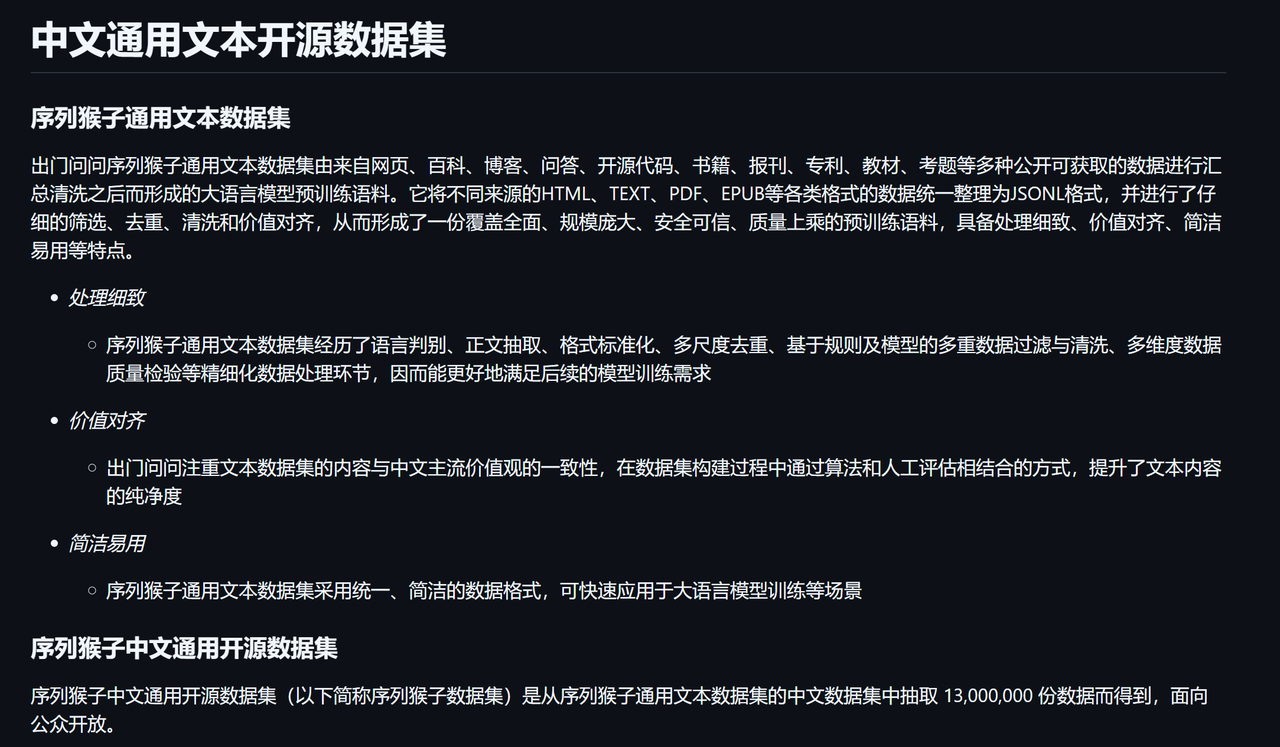 中文通用文本开源数据集
序列猴子通用文本数据集
出门问问序列猴子通用文本数据集由来自网页、百科、博客、问答、开源代码、书籍、报刊、专利、教材、考题等多种公开可获取的数据进行汇
总清洗之后而形成的大语言模型预训练语料。它将不同来源的HTML、TEXT、PDF、EPUB等各类格式的数据统一整理为JSONL格式，并进行了仔
细的筛选、去重、清洗和价值对齐，从而形成了一份覆盖全面、规模庞大、安全可信、质量上乘的预训练语料，具备处理细致、价值对齐、简洁
易用等特点。
• 处理细致
○ 序列猴子通用文本数据集经历了语言判别、正文抽取、格式标准化、多尺度去重、基于规则及模型的多重数据过滤与清洗、多维度数据
质量检验等精细化数据处理环节，因而能更好地满足后续的模型训练需求
• 价值对齐
○ 出门问问注重文本数据集的内容与中文主流价值观的一致性，在数据集构建过程中通过算法和人工评估相结合的方式，提升了文本内容
的纯净度
• 简洁易用
○ 序列猴子通用文本数据集采用统一、简洁的数据格式，可快速应用于大语言模型训练等场景
序列猴子中文通用开源数据集
序列猴子中文通用开源数据集（以下简称序列猴子数据集）是从序列猴子通用文本数据集的中文数据集中抽取 13,000,000 份数据而得到，面向
公众开放。